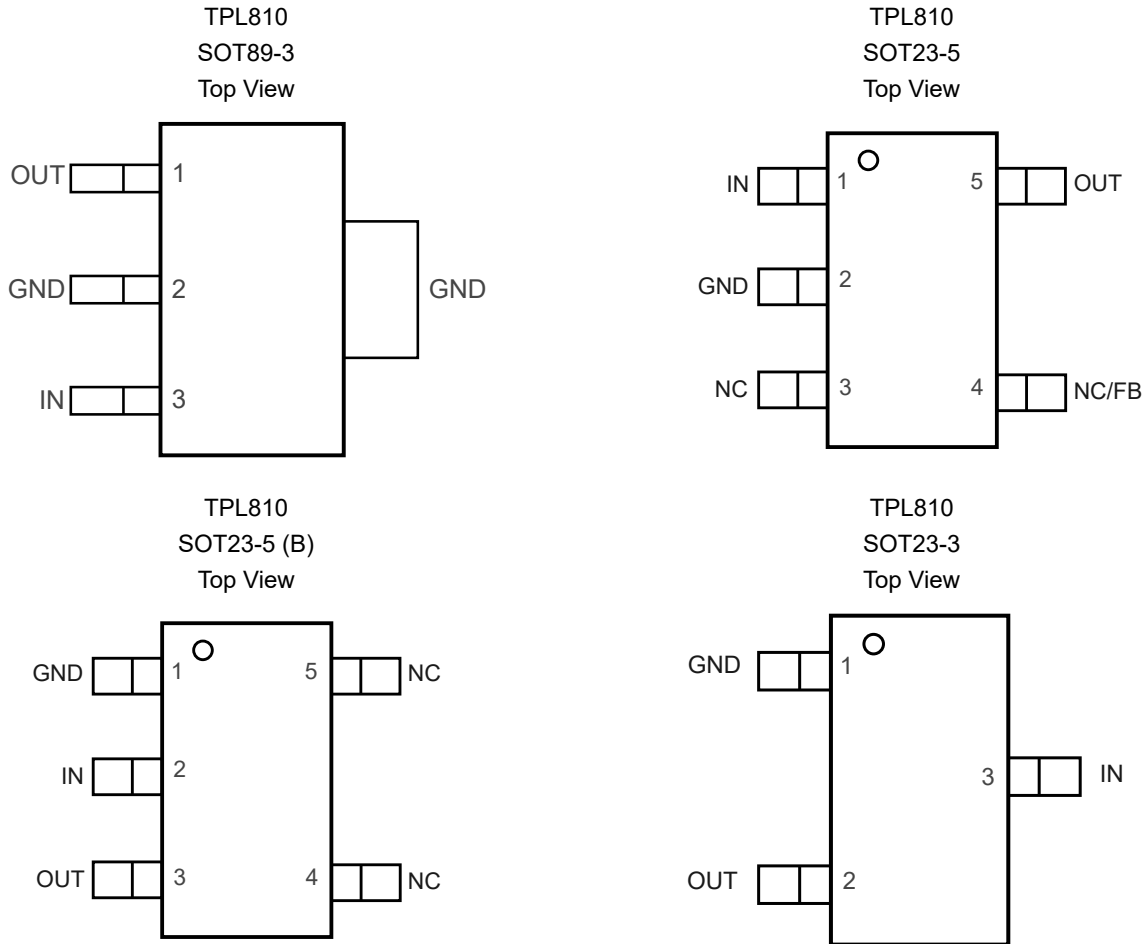 TPL810
SOT89-3
Top View
OUT 1
GND 2 GND
IN 3
TPL810
SOT23-5
Top View
IN 1 5 OUT
GND 2
NC 3 4 NC/FB
TPL810
SOT23-5 (B)
Top View
GND 1 5 NC
IN 2
OUT 3 4 NC
TPL810
SOT23-3
Top View
GND 1
3 IN
OUT 2